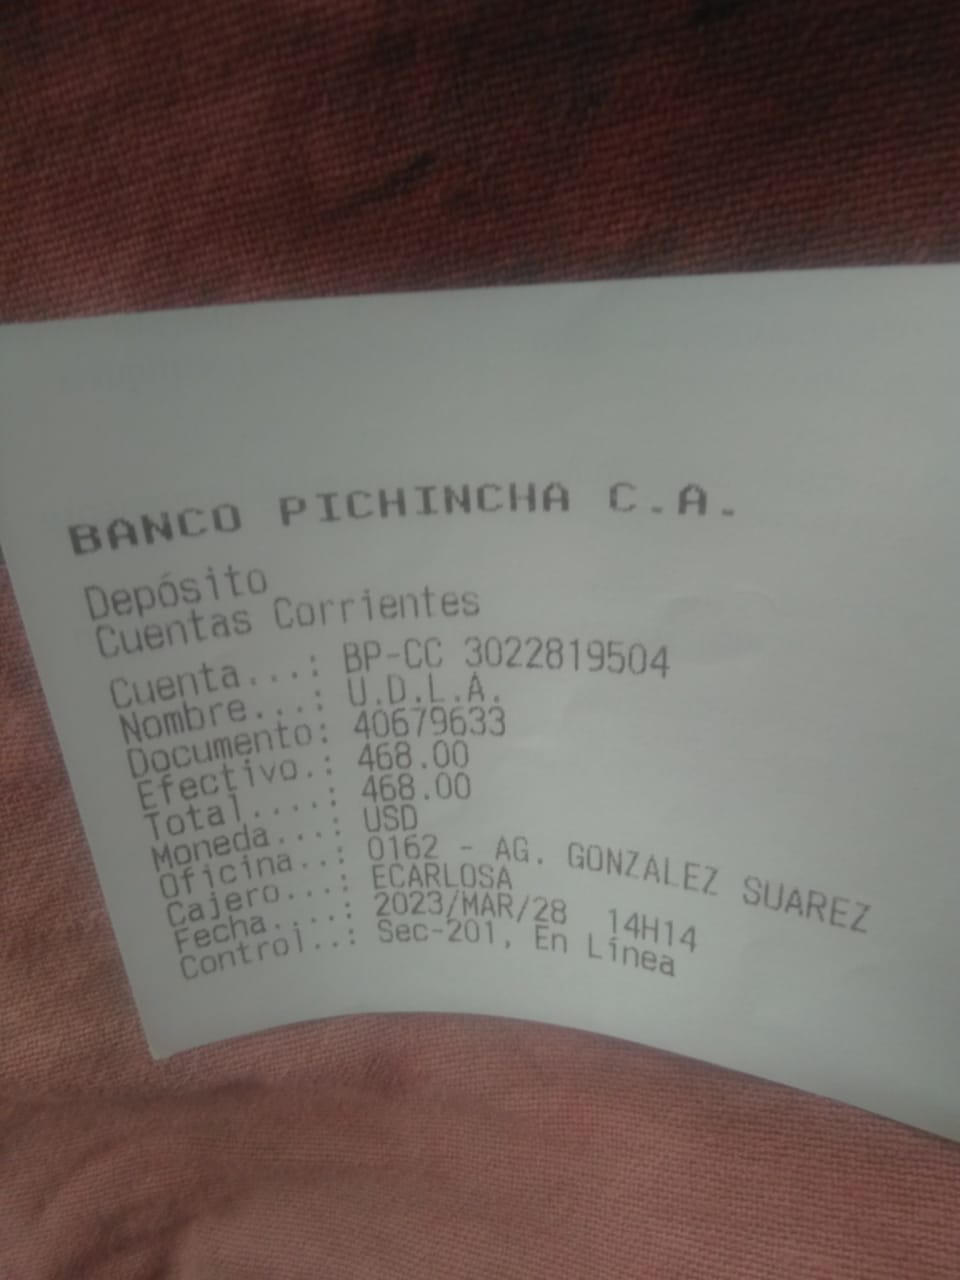 BANCO PICHINCHA C.A.
Depósito
Cuentas Corrientes
Cuenta...: BP-CC 3022819504
Nombre...: U.D.L.A.
Documento: 40679633
Efectivo.: 468.00
Total....: 468.00
Moneda...: USD
Oficina..: 0162 - AG. GONZALEZ SUAREZ
Cajero...: ECARLOSA
Fecha....: 2023/MAR/28 14H14
Control..: Sec-201, En Línea